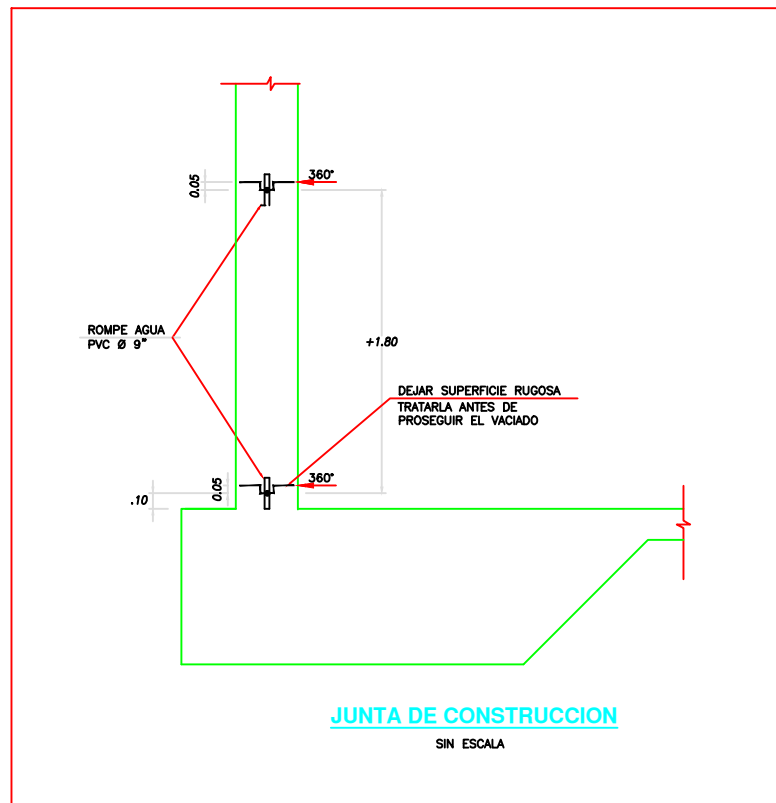 0.05
360°
ROMPE AGUA
PVC Ø 9"
+1.80
DEJAR SUPERFICIE RUGOSA
TRATARLA ANTES DE
PROSEGUIR EL VACIADO
0.05
360°
.10
JUNTA DE CONSTRUCCION
SIN ESCALA